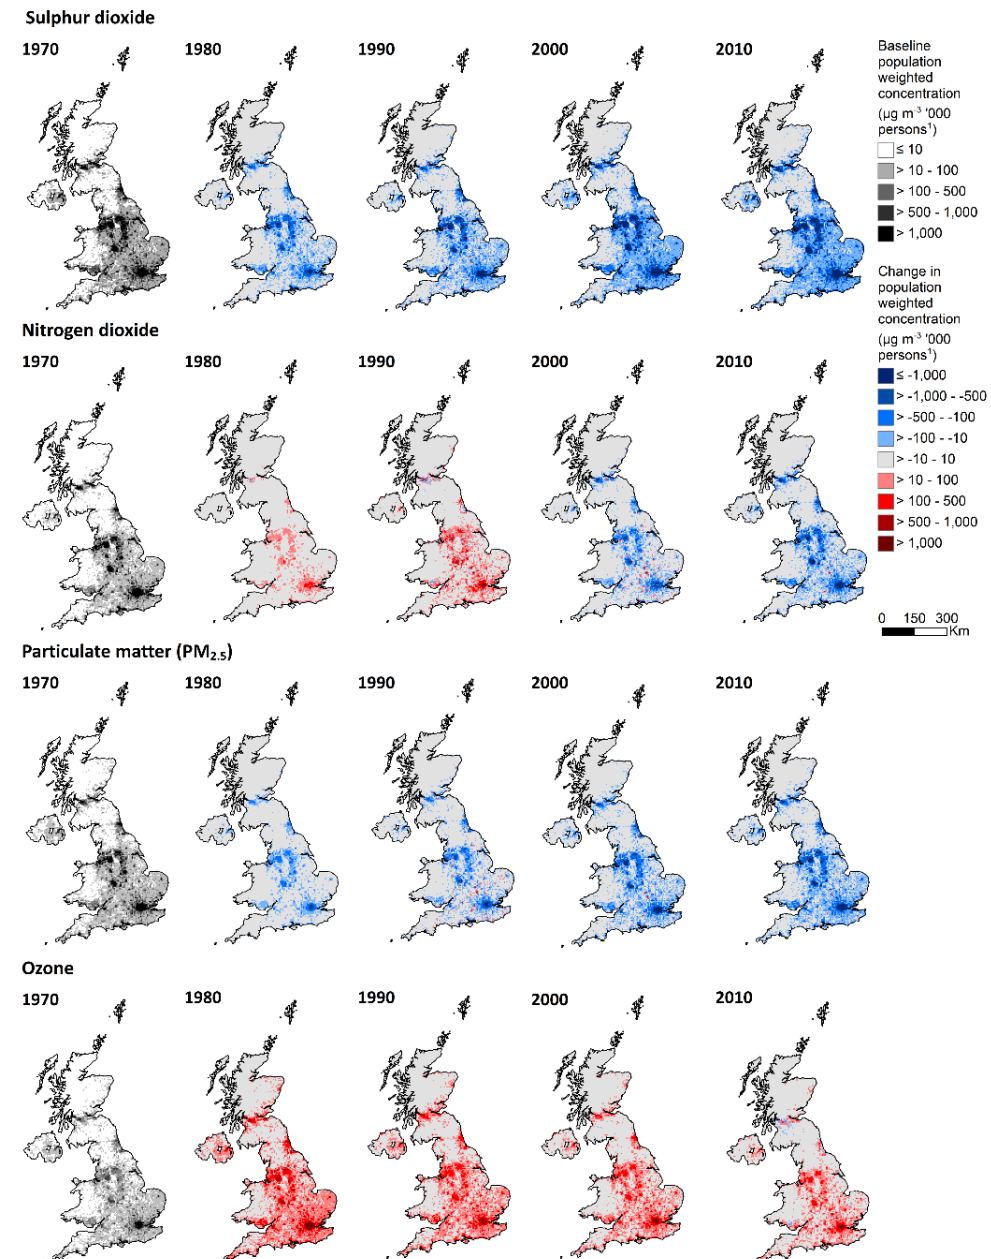 Sulphur dioxide
1970
1980
1990
2000
2010
Baseline
population
weighted
concentration
(µg m⁻³ '000
persons¹)
≤ 10
> 10 - 100
> 100 - 500
> 500 - 1,000
> 1,000
Change in
population
weighted
concentration
(µg m⁻³ '000
persons¹)
≤ -1,000
> -1,000 - -500
> -500 - -100
> -100 - -10
> -10 - 10
> 10 - 100
> 100 - 500
> 500 - 1,000
> 1,000
0 150 300
Km
Nitrogen dioxide
1970
1980
1990
2000
2010
Particulate matter (PM₂.₅)
1970
1980
1990
2000
2010
Ozone
1970
1980
1990
2000
2010